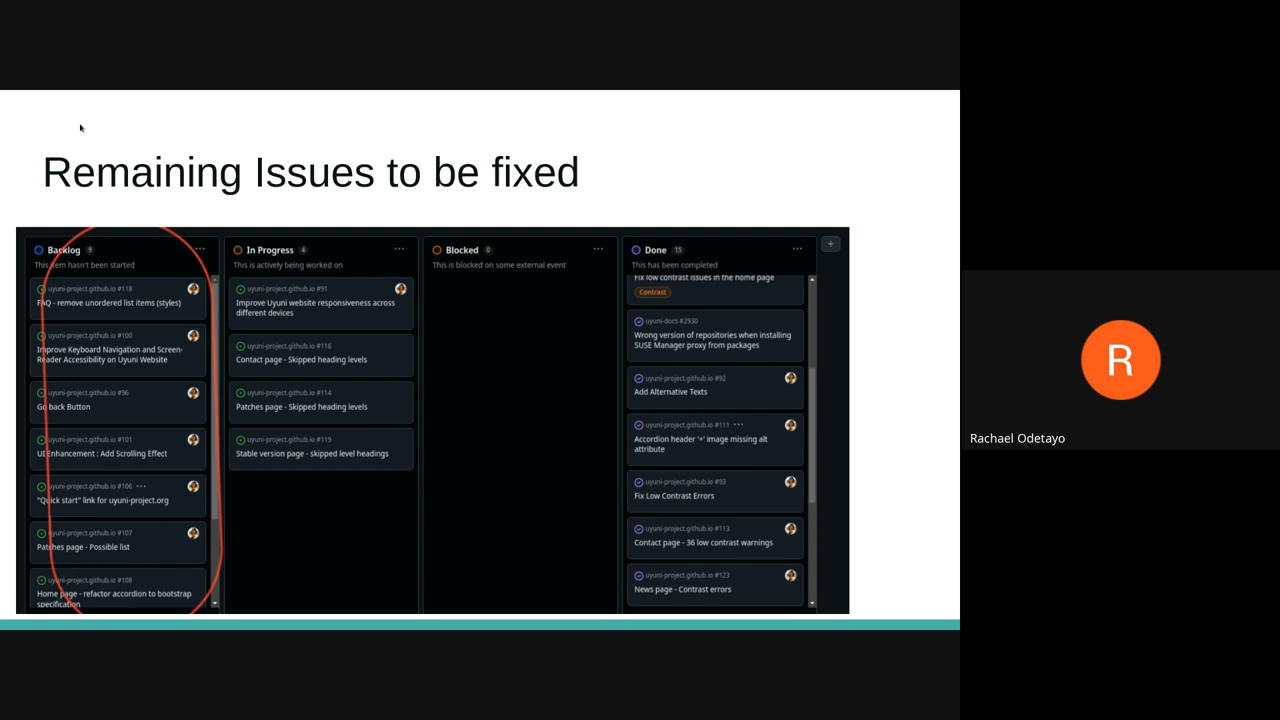 Remaining Issues to be fixed
Backlog 9 ...
This item hasn't been started
uyuni-project.github.io #118
FAQ - remove unordered list items (styles)
uyuni-project.github.io #100
Improve Keyboard Navigation and Screen-
Reader Accessibility on Uyuni Website
uyuni-project.github.io #96
Go back Button
uyuni-project.github.io #101
UI Enhancement : Add Scrolling Effect
uyuni-project.github.io #106 ...
"Quick start" link for uyuni-project.org
uyuni-project.github.io #107
Patches page - Possible list
uyuni-project.github.io #108
Home page - refactor accordion to bootstrap
specification
In Progress 4 ...
This is actively being worked on
uyuni-project.github.io #91
Improve Uyuni website responsiveness across
different devices
uyuni-project.github.io #116
Contact page - Skipped heading levels
uyuni-project.github.io #114
Patches page - Skipped heading levels
uyuni-project.github.io #119
Stable version page - skipped level headings
Blocked 0 ...
This is blocked on some external event
Done 15 ...
This has been completed
Fix low contrast issues in the home page
Contrast
uyuni-docs #2930
Wrong version of repositories when installing
SUSE Manager proxy from packages
uyuni-project.github.io #92
Add Alternative Texts
uyuni-project.github.io #111 ...
Accordion header '+' image missing alt
attribute
uyuni-project.github.io #93
Fix Low Contrast Errors
uyuni-project.github.io #113
Contact page - 36 low contrast warnings
uyuni-project.github.io #123
News page - Contrast errors
+
R
Rachael Odetayo